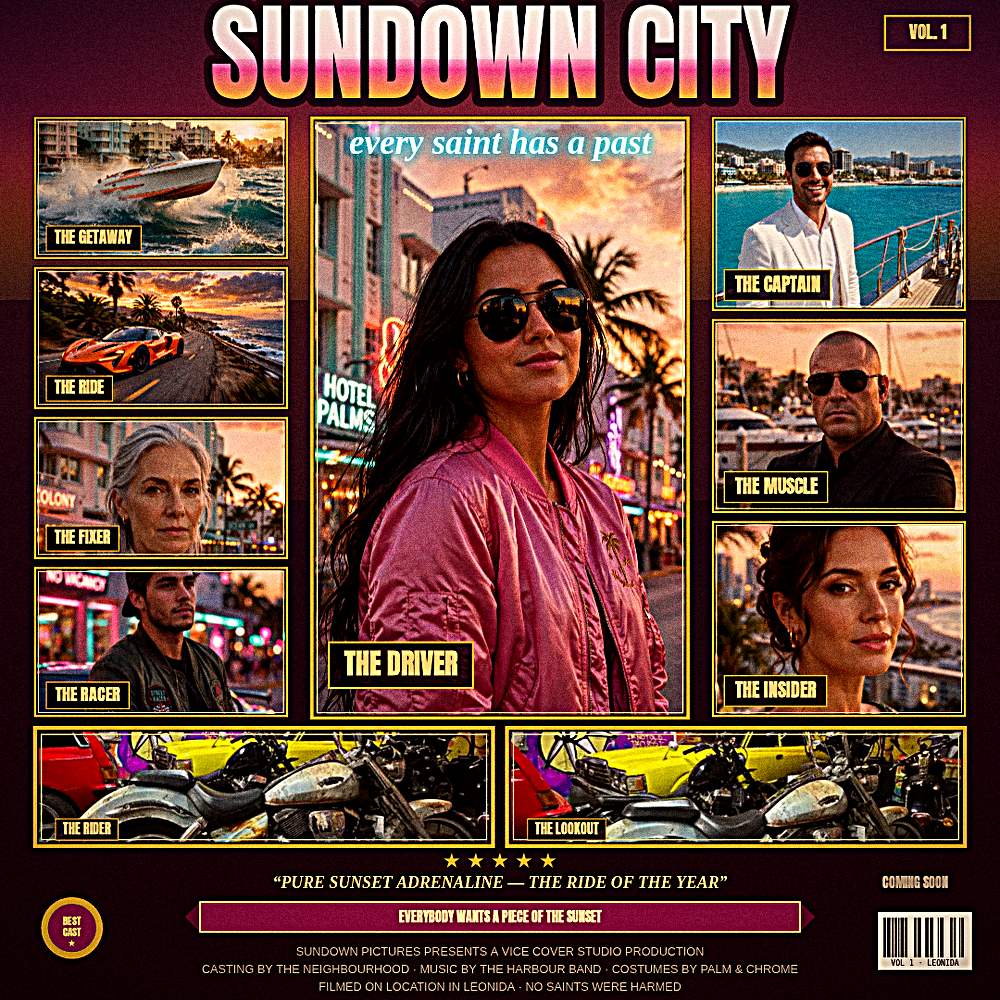 SUNDOWN CITY
VOL. 1
every saint has a past
THE GETAWAY
THE CAPTAIN
THE RIDE
HOTEL
PALMS
THE MUSCLE
COLONY
THE FIXER
NO VACANCY
THE RACER
THE DRIVER
THE INSIDER
THE RIDER
THE LOOKOUT
★ ★ ★ ★ ★
“PURE SUNSET ADRENALINE — THE RIDE OF THE YEAR”
COMING SOON
BEST
CAST
★
EVERYBODY WANTS A PIECE OF THE SUNSET
SUNDOWN PICTURES PRESENTS A VICE COVER STUDIO PRODUCTION
CASTING BY THE NEIGHBOURHOOD · MUSIC BY THE HARBOUR BAND · COSTUMES BY PALM & CHROME
FILMED ON LOCATION IN LEONIDA · NO SAINTS WERE HARMED
VOL 1 · LEONIDA